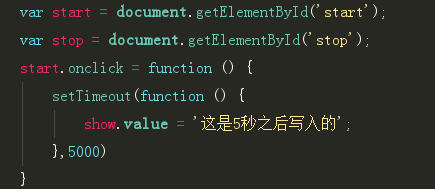 var start = document.getElementById('start');
var stop = document.getElementById('stop');
start.onclick = function () {
setTimeout(function () {
show.value = '这是5秒之后写入的';
},5000)
}